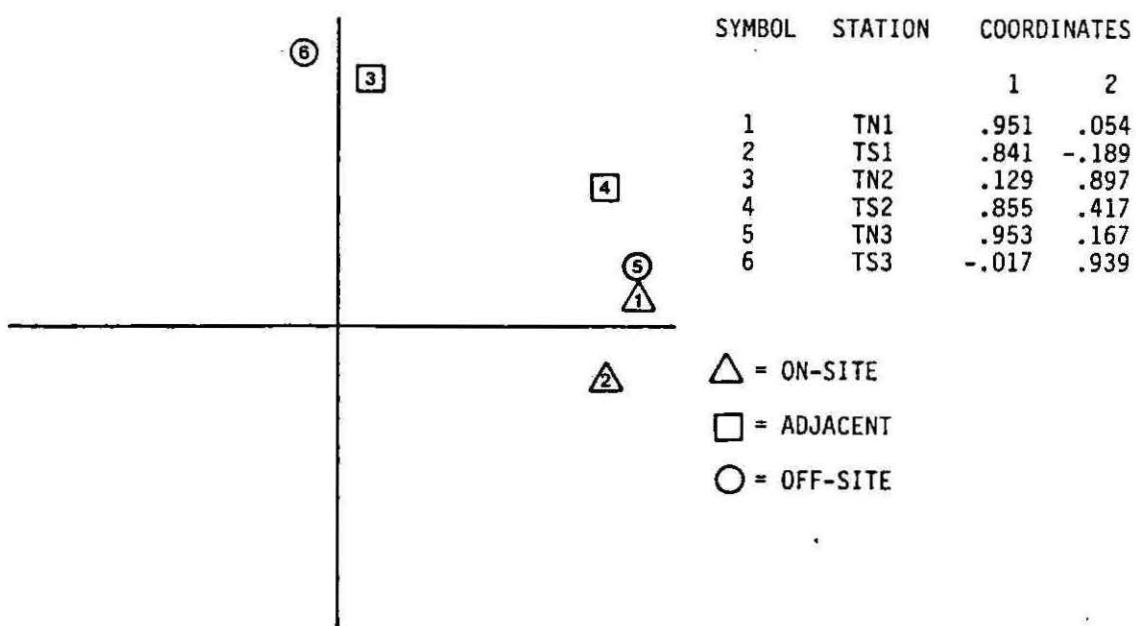 SYMBOL STATION COORDINATES
1 2
1 TN1 .951 .054
2 TS1 .841 -.189
3 TN2 .129 .897
4 TS2 .855 .417
5 TN3 .953 .167
6 TS3 -.017 .939
6
3
4
5
1
2
= ON-SITE
= ADJACENT
= OFF-SITE